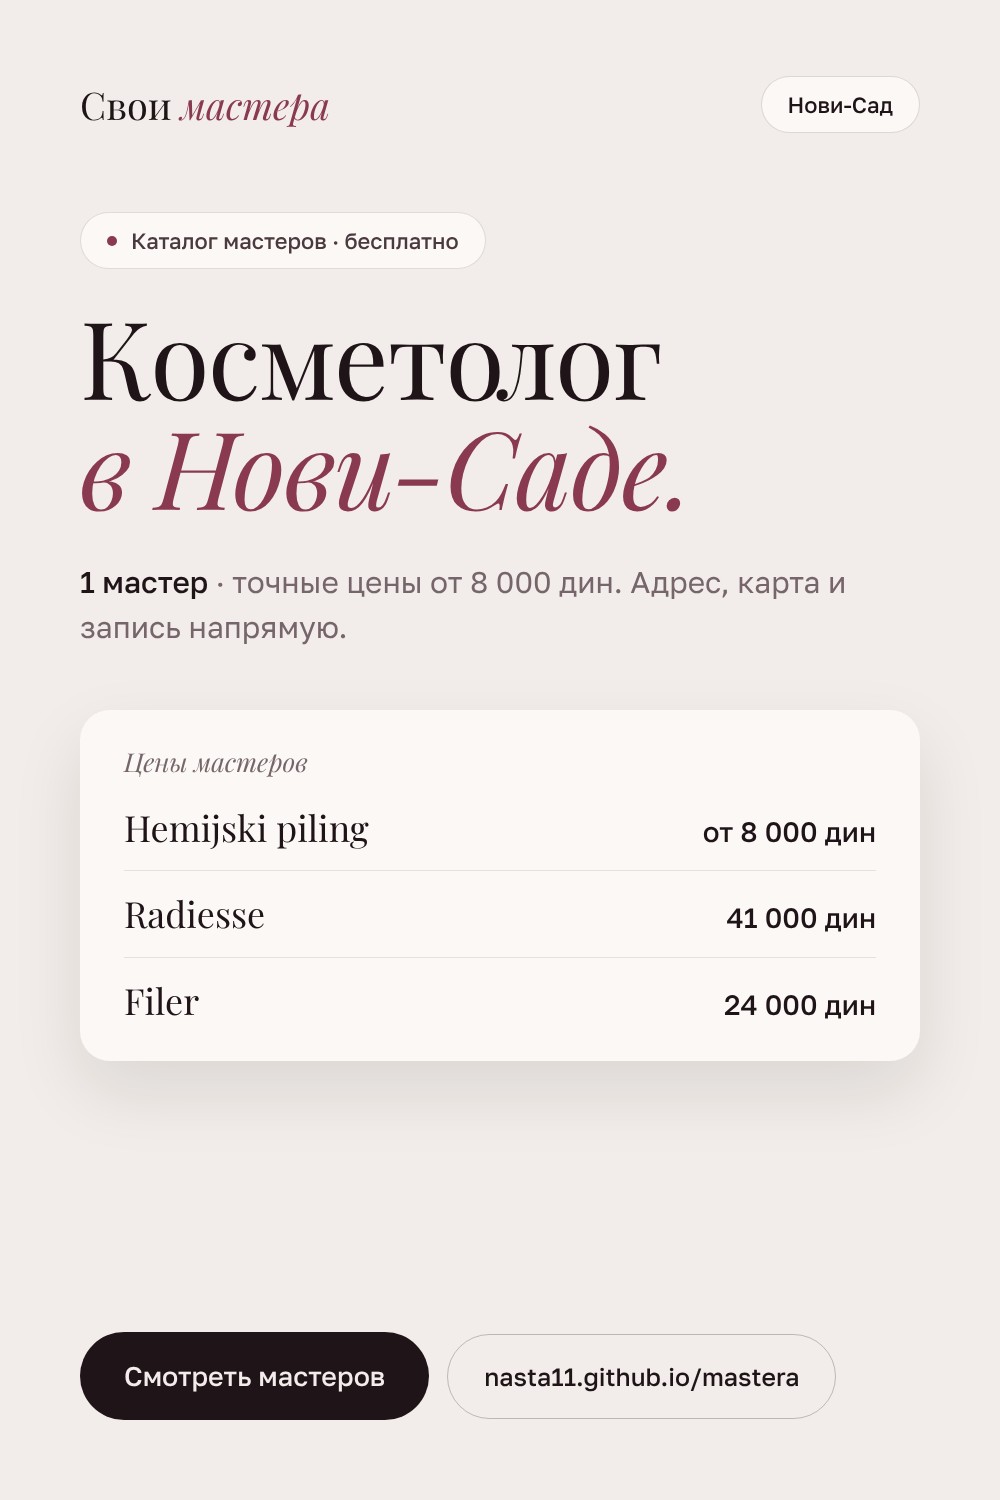 Свои мастера
Нови-Сад
Каталог мастеров · бесплатно
Косметолог
в Нови-Саде.
1 мастер · точные цены от 8 000 дин. Адрес, карта и
запись напрямую.
Цены мастеров
Hemijski piling от 8 000 дин
Radiesse 41 000 дин
Filer 24 000 дин
Смотреть мастеров
nasta11.github.io/mastera